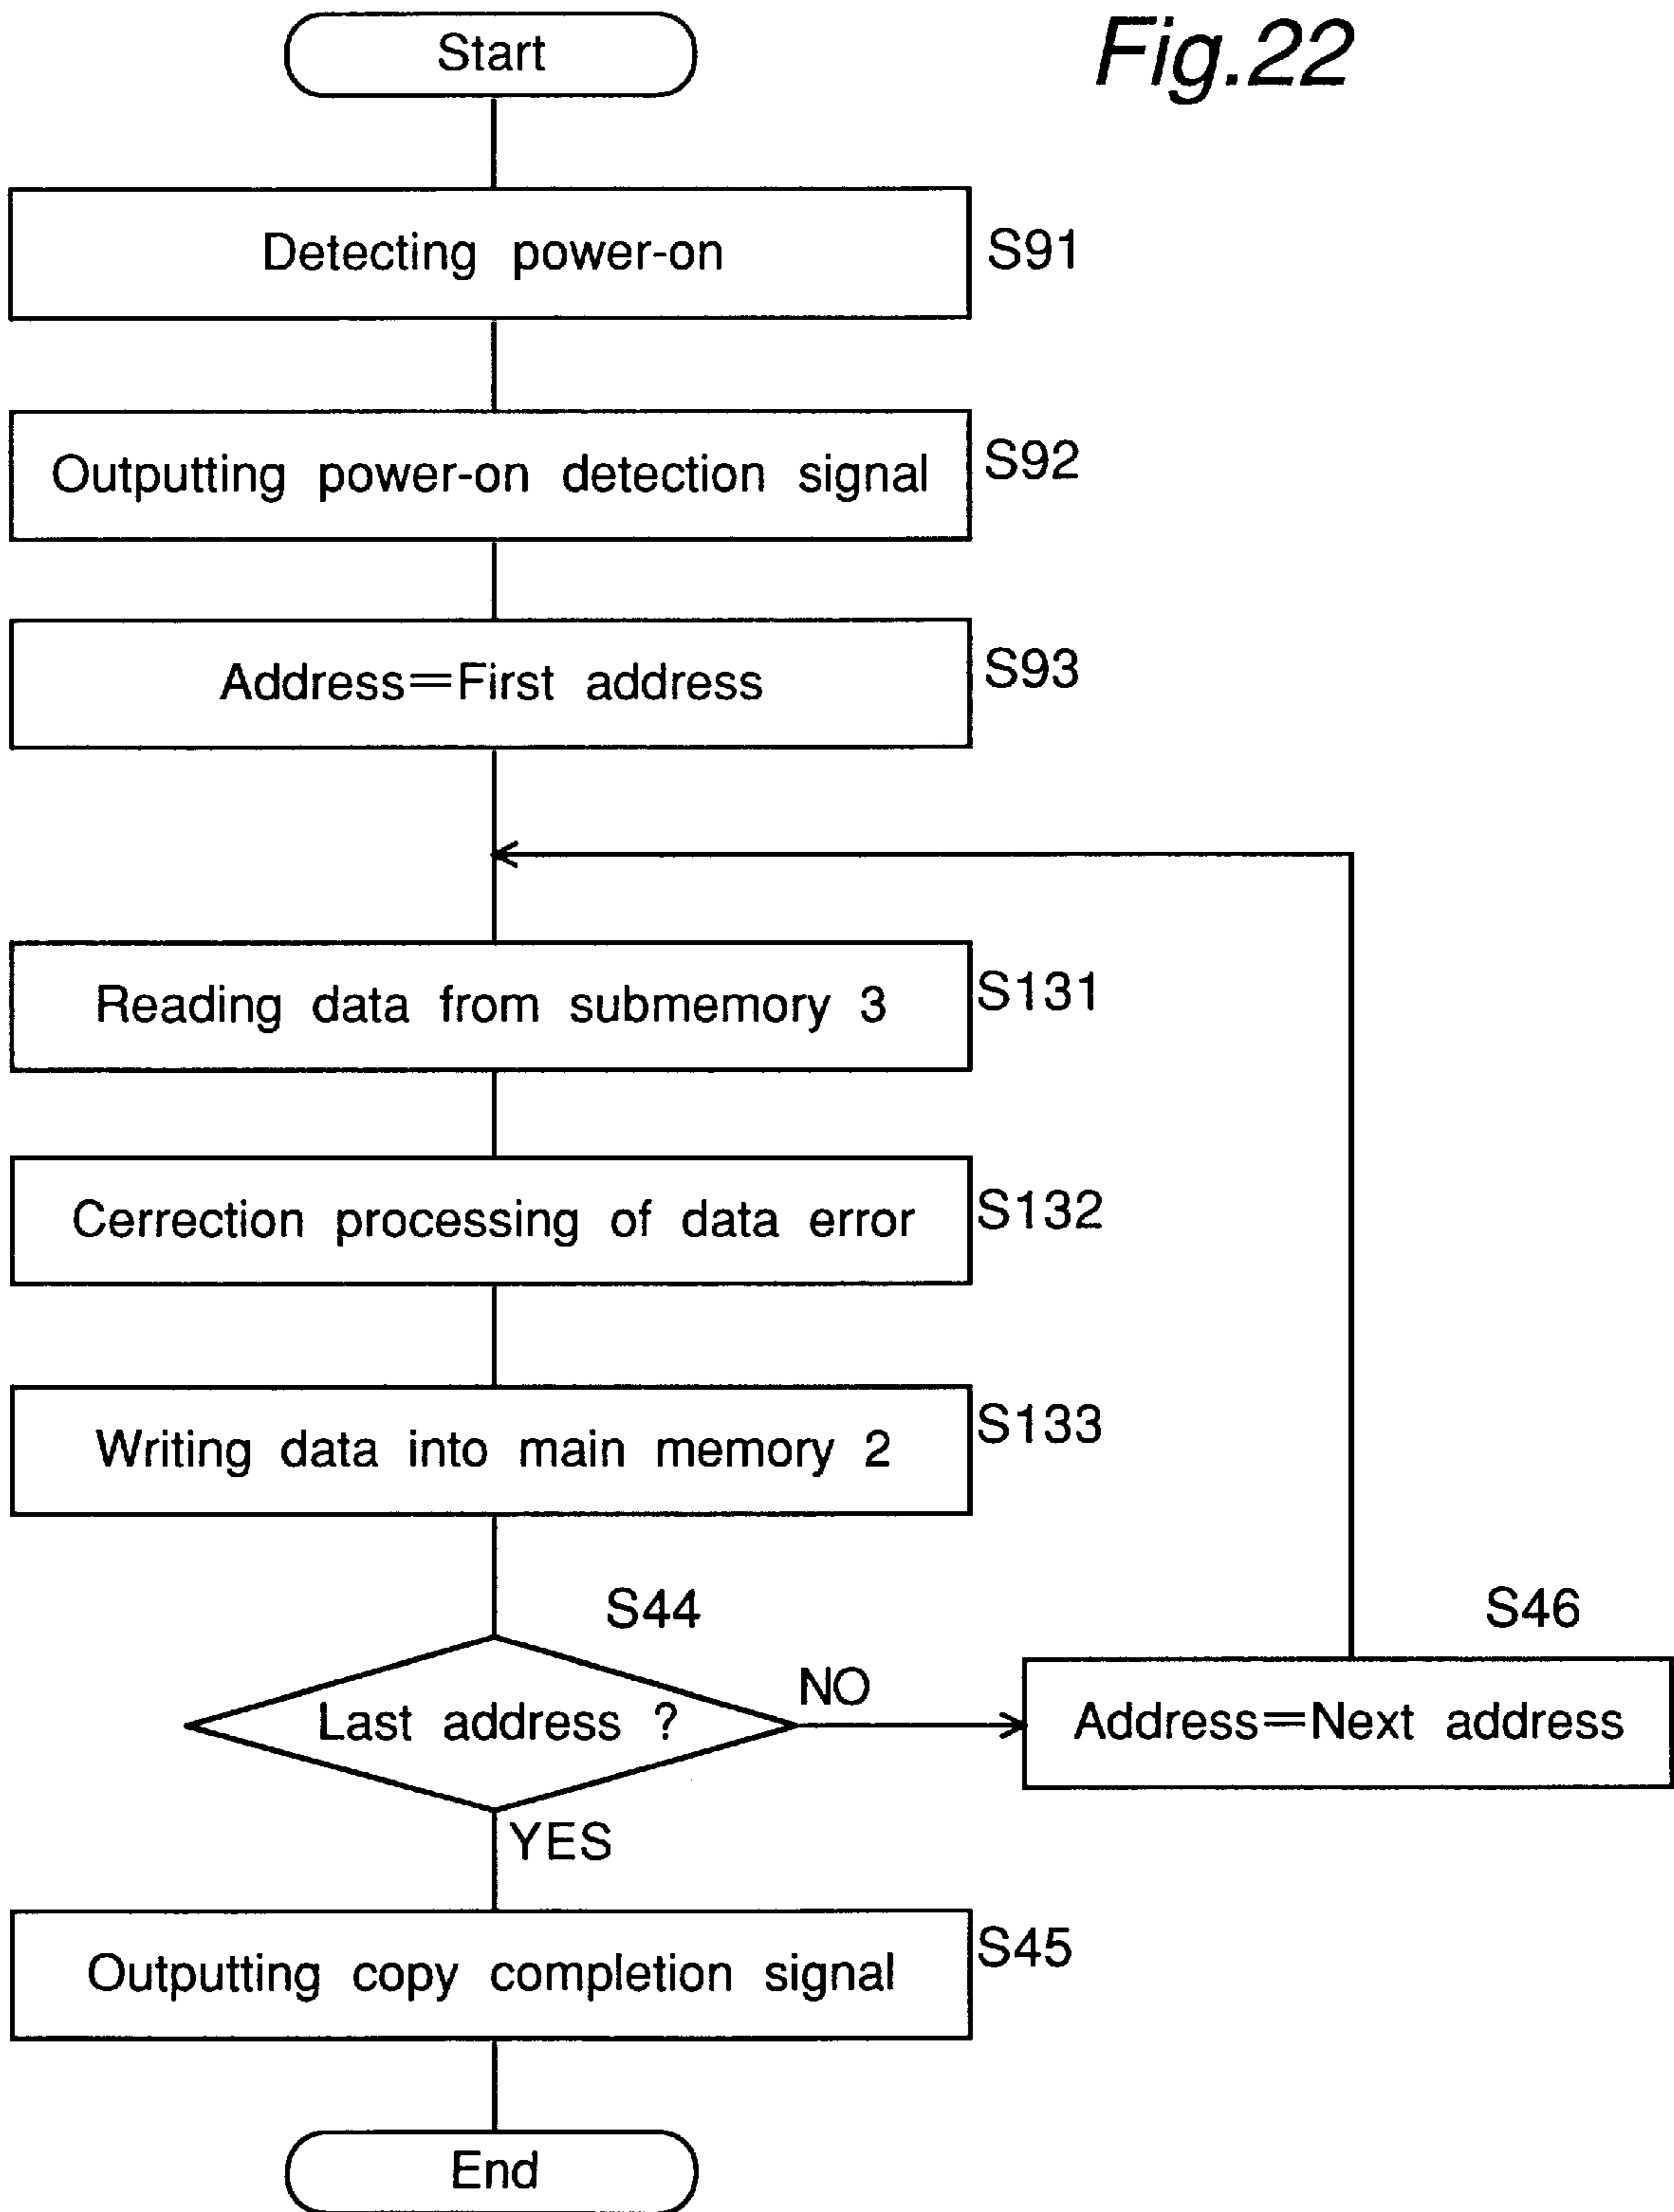 Fig.22
Start
Detecting power-on
S91
Outputting power-on detection signal
S92
Address=First address
S93
Reading data from submemory 3
S131
Cerrection processing of data error
S132
Writing data into main memory 2
S133
S44
Last address ?
NO
S46
Address=Next address
YES
Outputting copy completion signal
S45
End